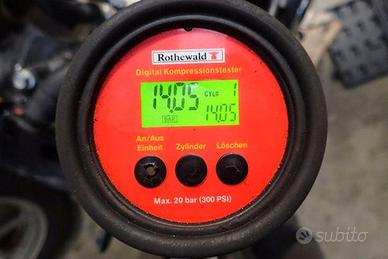 Rothewald
Digital Kompressionstester
14.05 CYL: 1
BAR 14.05
An/Aus Zylinder Löschen
Einheit
Max. 20 bar (300 PSI)
subito